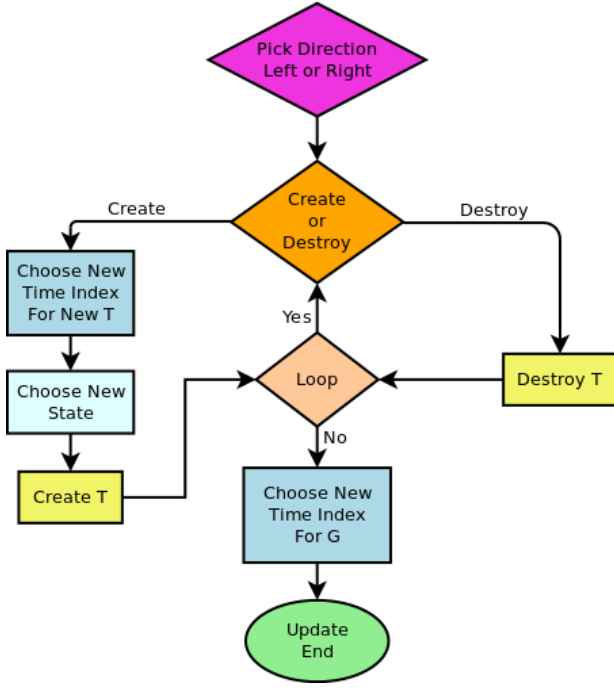 Pick Direction
Left or Right
Create
or
Destroy
Create
Destroy
Choose New
Time Index
For New T
Choose New
State
Create T
Yes
Loop
No
Destroy T
Choose New
Time Index
For G
Update
End